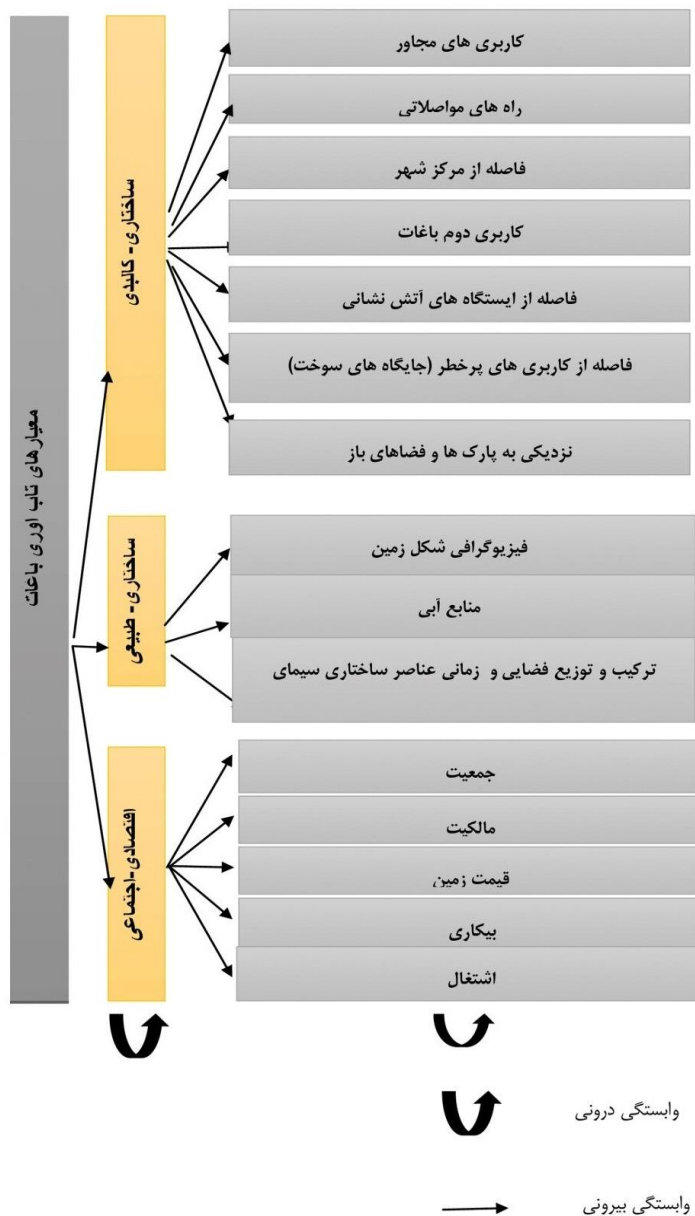 معیارهای تاب اوری باغات
ساختاری- کالبدی
کاربری های مجاور
راه های مواصلاتی
فاصله از مرکز شهر
کاربری دوم باغات
فاصله از ایستگاه های آتش نشانی
فاصله از کاربری های پرخطر (جایگاه های سوخت)
نزدیکی به پارک ها و فضاهای باز
ساختاری- طبیعی
فیزیوگرافی شکل زمین
منابع آبی
ترکیب و توزیع فضایی و زمانی عناصر ساختاری سیمای
اقتصادی-اجتماعی
جمعیت
مالکیت
قیمت زمین
بیکاری
اشتغال
وابستگی درونی
وابستگی بیرونی